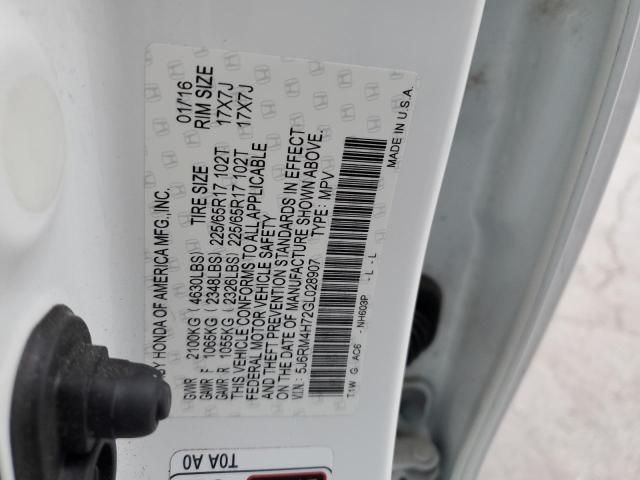 BY HONDA OF AMERICA MFG., INC. 01/16
TIRE SIZE RIM SIZE
GVWR 2100KG (4630LBS)
GAWR F 1065KG (2348LBS) 225/65R17 102T 17X7J
GAWR R 1055KG (2326LBS) 225/65R17 102T 17X7J
THIS VEHICLE CONFORMS TO ALL APPLICABLE
FEDERAL MOTOR VEHICLE SAFETY
AND THEFT PREVENTION STANDARDS IN EFFECT
ON THE DATE OF MANUFACTURE SHOWN ABOVE.
V.I.N: 5J6RM4H72GL028907 TYPE: MPV
T1W G AC6 - NH603P - L - L
MADE IN U.S.A.
T0A A0